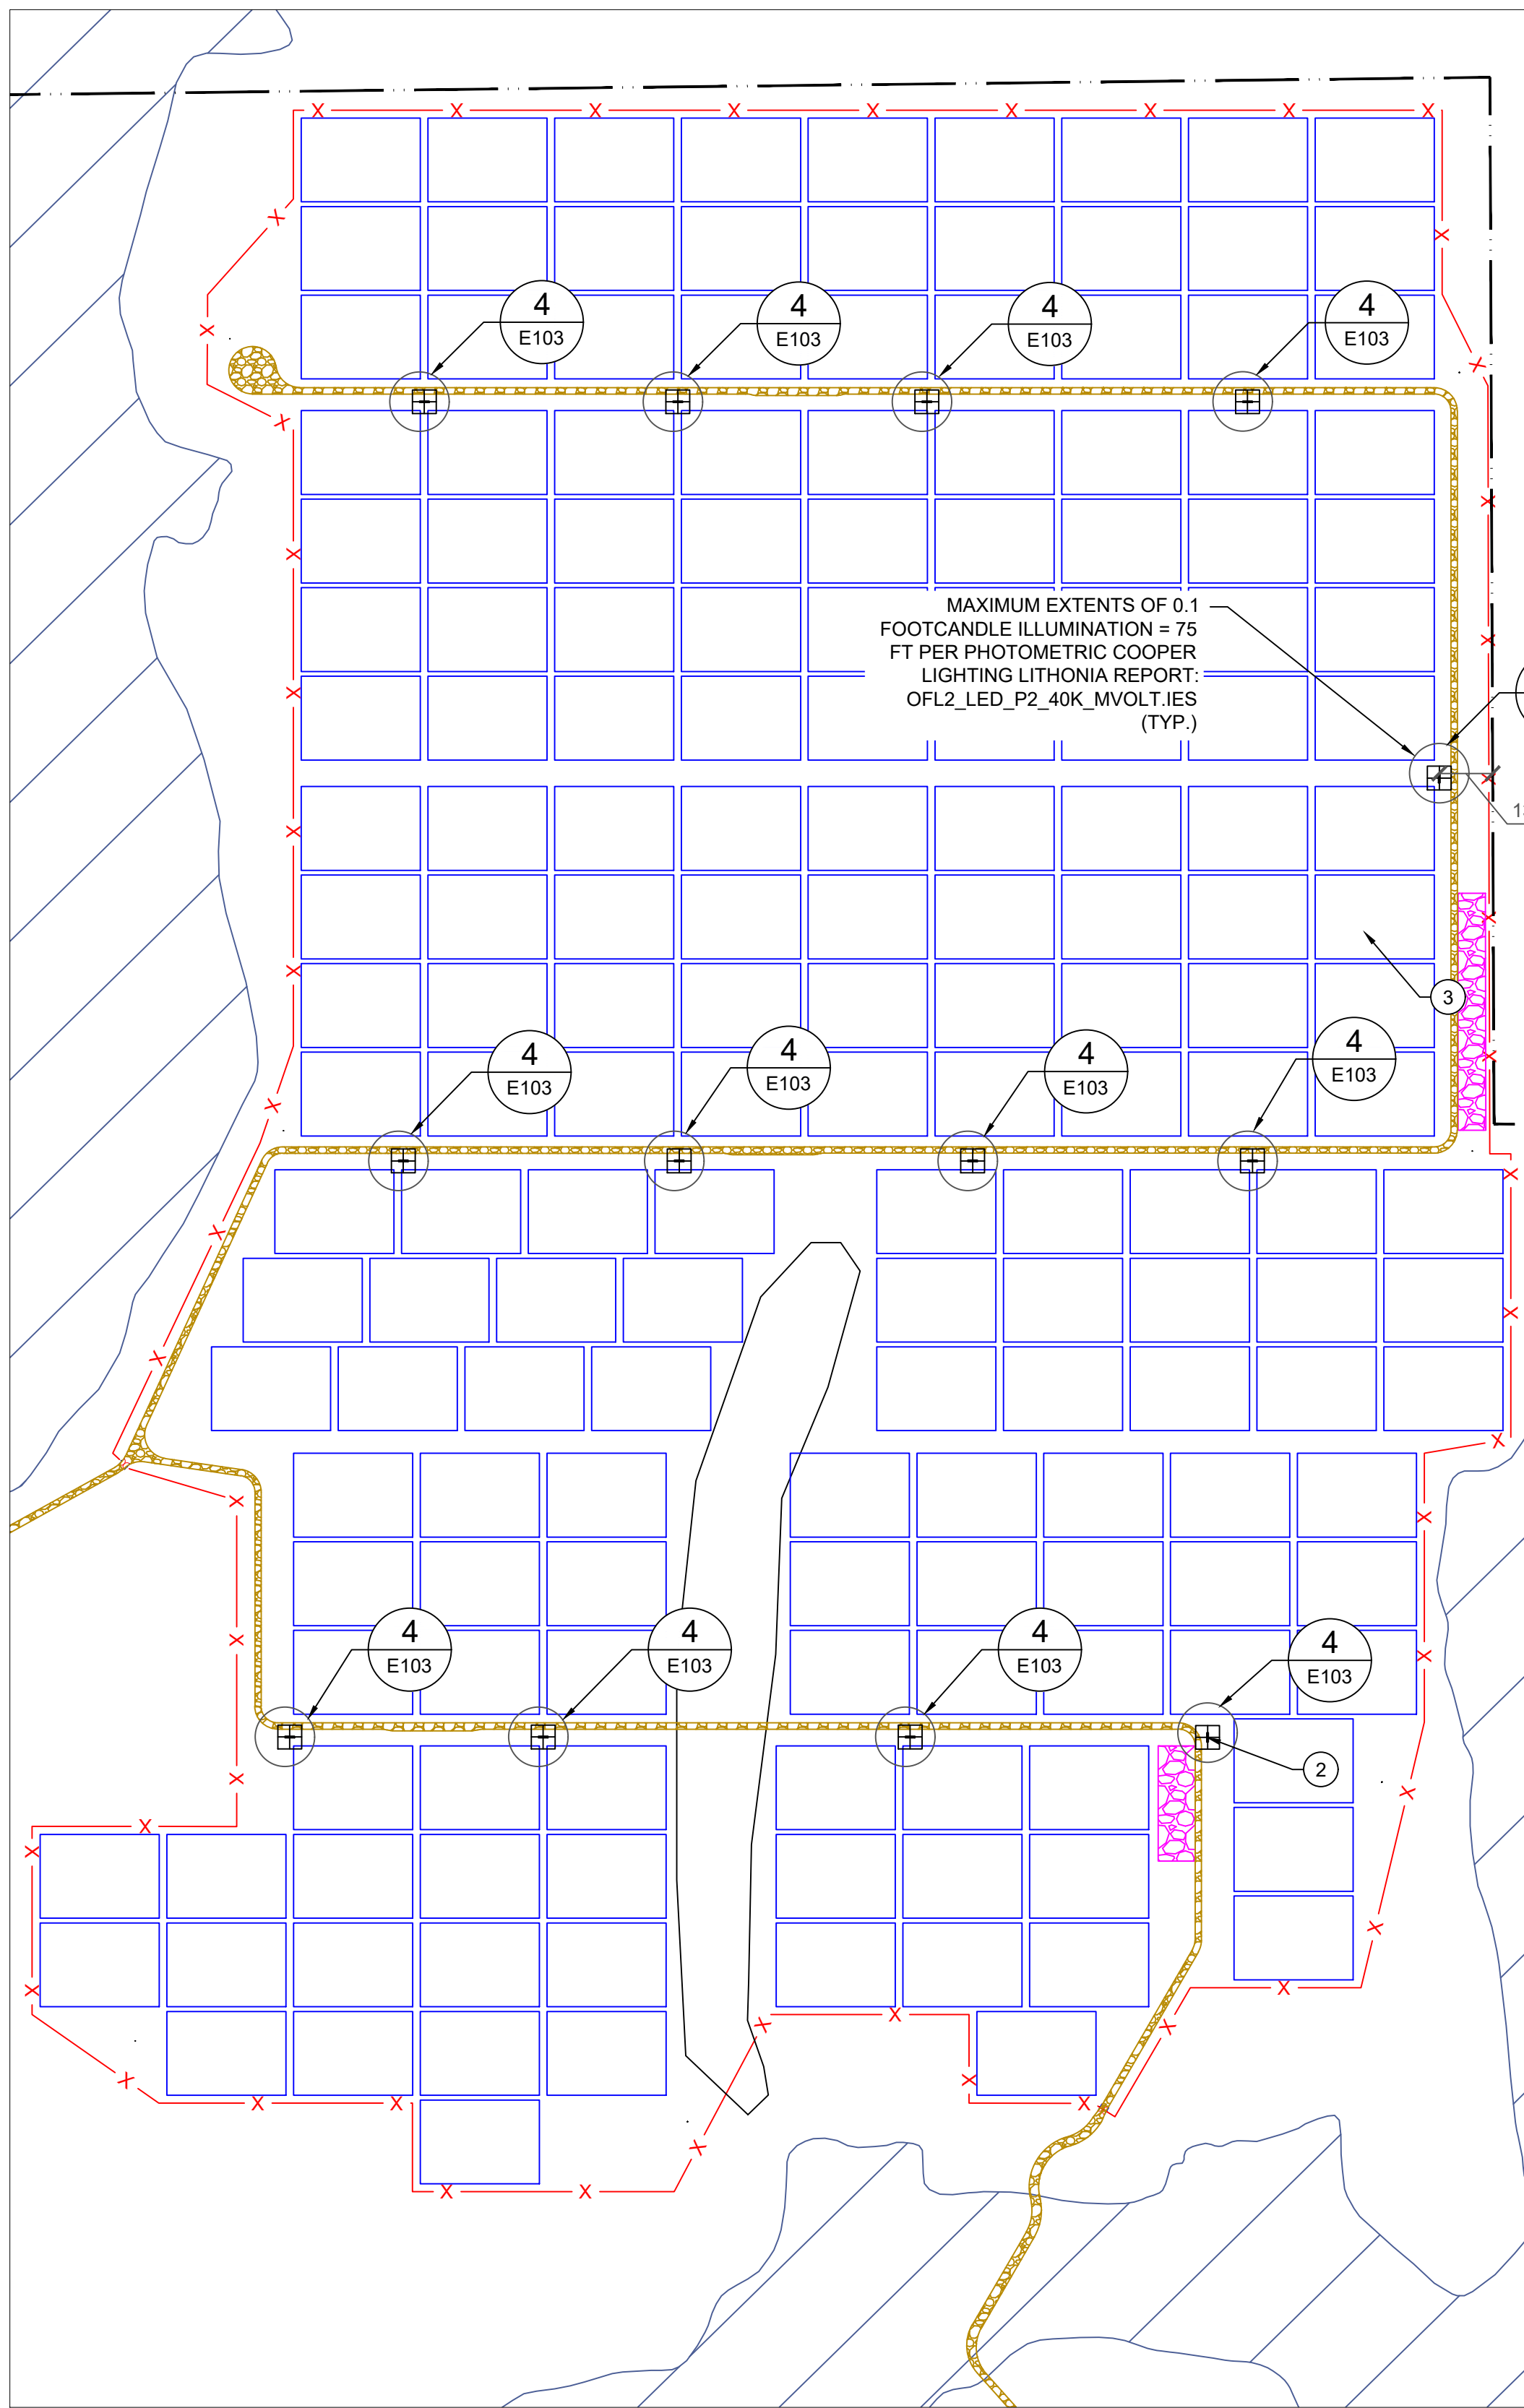 4
E103
4
E103
4
E103
4
E103
MAXIMUM EXTENTS OF 0.1
FOOTCANDLE ILLUMINATION = 75
FT PER PHOTOMETRIC COOPER
LIGHTING LITHONIA REPORT:
OFL2_LED_P2_40K_MVOLT.IES
(TYP.)
3
4
E103
4
E103
4
E103
4
E103
4
E103
4
E103
4
E103
4
E103
2